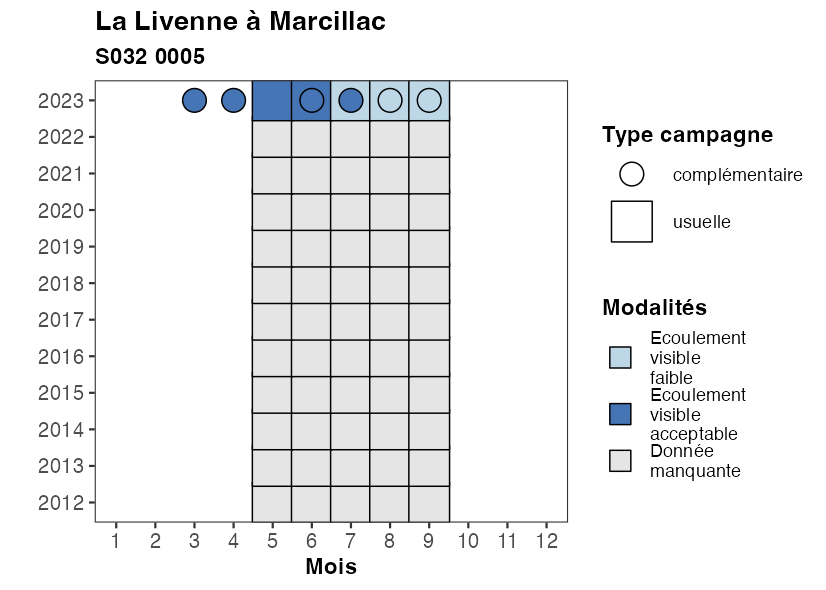 La Livenne à Marcillac
S032 0005
2023
2022
2021
2020
2019
2018
2017
2016
2015
2014
2013
2012
1 2 3 4 5 6 7 8 9 10 11 12
Mois
Type campagne
complémentaire
usuelle
Modalités
Ecoulement
visible
faible
Ecoulement
visible
acceptable
Donnée
manquante